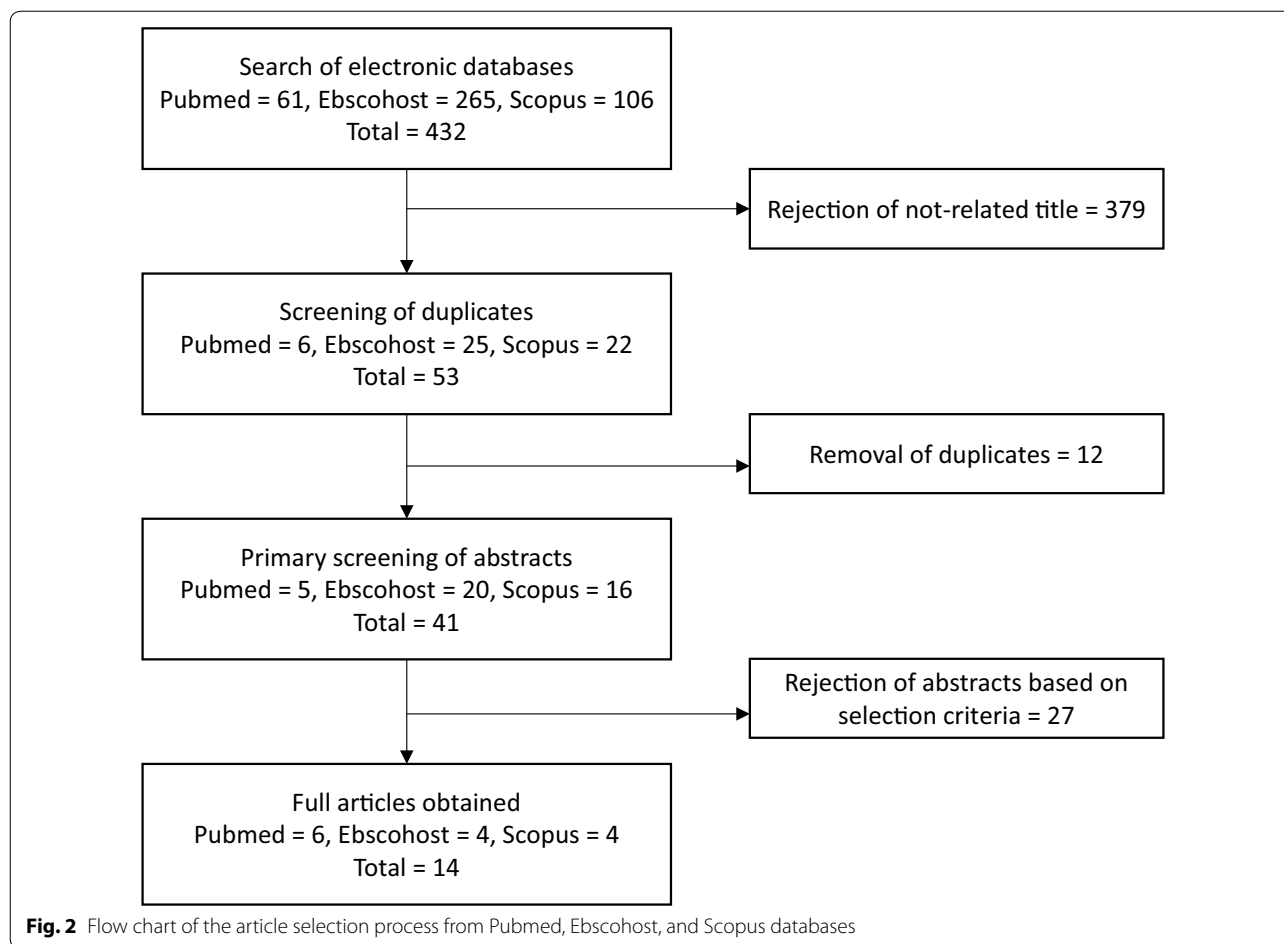 Search of electronic databases
Pubmed = 61, Ebscohost = 265, Scopus = 106
Total = 432
Rejection of not-related title = 379
Screening of duplicates
Pubmed = 6, Ebscohost = 25, Scopus = 22
Total = 53
Removal of duplicates = 12
Primary screening of abstracts
Pubmed = 5, Ebscohost = 20, Scopus = 16
Total = 41
Rejection of abstracts based on
selection criteria = 27
Full articles obtained
Pubmed = 6, Ebscohost = 4, Scopus = 4
Total = 14
Fig. 2 Flow chart of the article selection process from Pubmed, Ebscohost, and Scopus databases